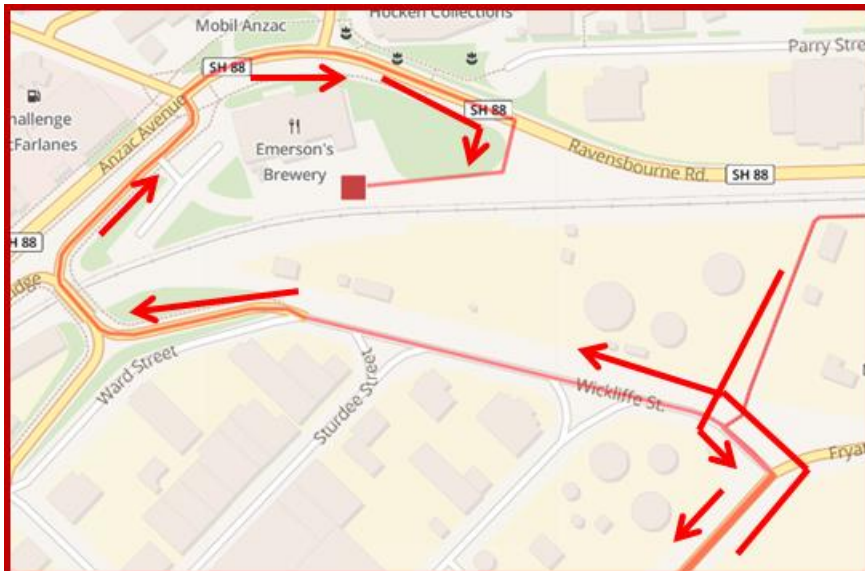 Hocken Collections
Mobil Anzac
SH 88
Parry Stre
hallenge
cFarlanes
Anzac Avenue
SH 88
Emerson's
Brewery
Ravensbourne Rd.
SH 88
H 88
dge
Ward Street
Sturdee Street
Wickliffe St.
Fryat